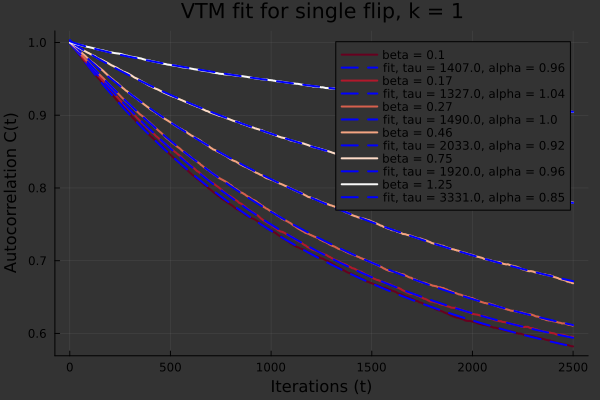 VTM fit for single flip, k = 1
Autocorrelation C(t)
1.0
0.9
0.8
0.7
0.6
beta = 0.1
fit, tau = 1407.0, alpha = 0.96
beta = 0.17
fit, tau = 1327.0, alpha = 1.04
beta = 0.27
fit, tau = 1490.0, alpha = 1.0
beta = 0.46
fit, tau = 2033.0, alpha = 0.92
beta = 0.75
fit, tau = 1920.0, alpha = 0.96
beta = 1.25
fit, tau = 3331.0, alpha = 0.85
0
500
1000
1500
2000
2500
Iterations (t)